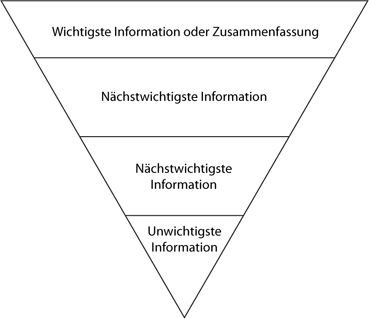 Wichtigste Information oder Zusammenfassung
Nächstwichtigste Information
Nächstwichtigste
Information
Unwichtigste
Information